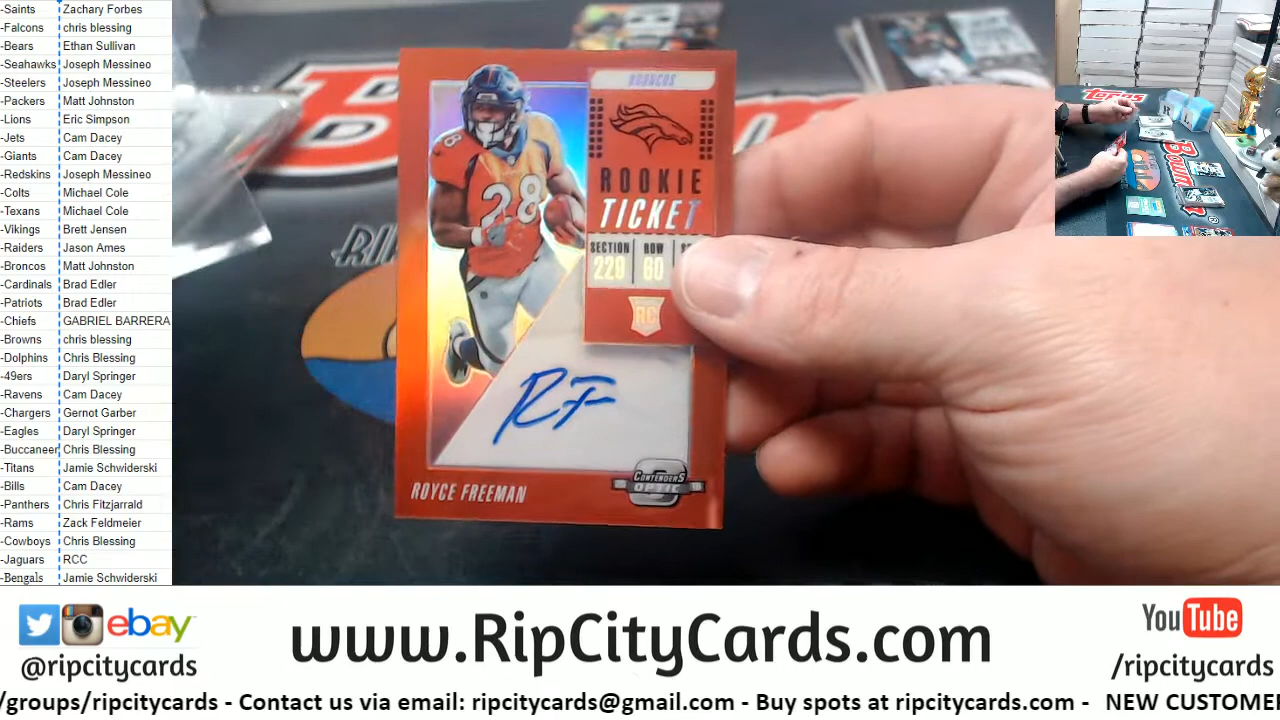 -Saints Zachary Forbes
-Falcons chris blessing
-Bears Ethan Sullivan
-Seahawks Joseph Messineo
-Steelers Joseph Messineo
-Packers Matt Johnston
-Lions Eric Simpson
-Jets Cam Dacey
-Giants Cam Dacey
-Redskins Joseph Messineo
-Colts Michael Cole
-Texans Michael Cole
-Vikings Brett Jensen
-Raiders Jason Ames
-Broncos Matt Johnston
-Cardinals Brad Edler
-Patriots Brad Edler
-Chiefs GABRIEL BARRERA
-Browns chris blessing
-Dolphins Chris Blessing
-49ers Daryl Springer
-Ravens Cam Dacey
-Chargers Gernot Garber
-Eagles Daryl Springer
-Buccaneer Chris Blessing
-Titans Jamie Schwiderski
-Bills Cam Dacey
-Panthers Chris Fitzjarrald
-Rams Zack Feldmeier
-Cowboys Chris Blessing
-Jaguars RCC
-Bengals Jamie Schwiderski
BRONCOS
ROOKIE
TICKET
SECTION ROW
229 60
RC
28
28
RF
ROYCE FREEMAN
CONTENDERS
OPTIC
Topps
ebay
@ripcitycards
www.RipCityCards.com
YouTube
/ripcitycards
/groups/ripcitycards - Contact us via email: ripcitycards@gmail.com - Buy spots at ripcitycards.com - NEW CUSTOME